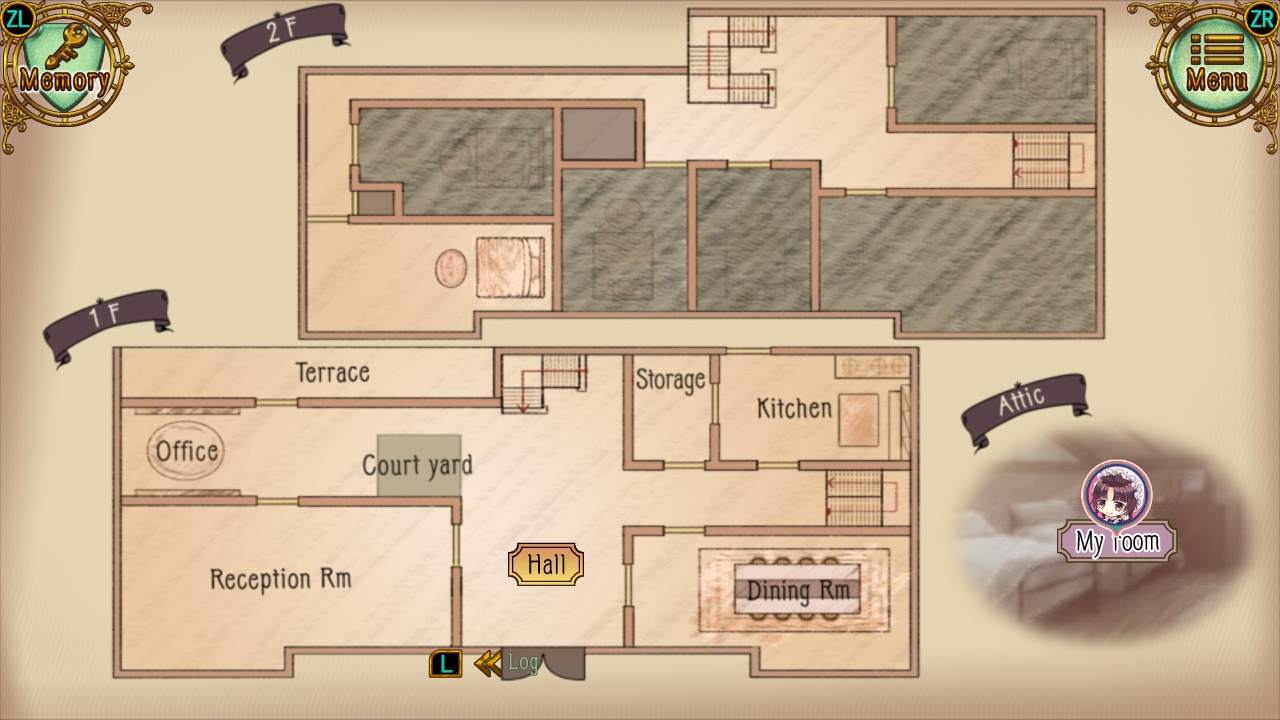 ZL
Memory
2F
ZR
Menu
1F
Terrace
Storage
Kitchen
Office
Court yard
Attic
My room
Hall
Reception Rm
Dining Rm
L
Log